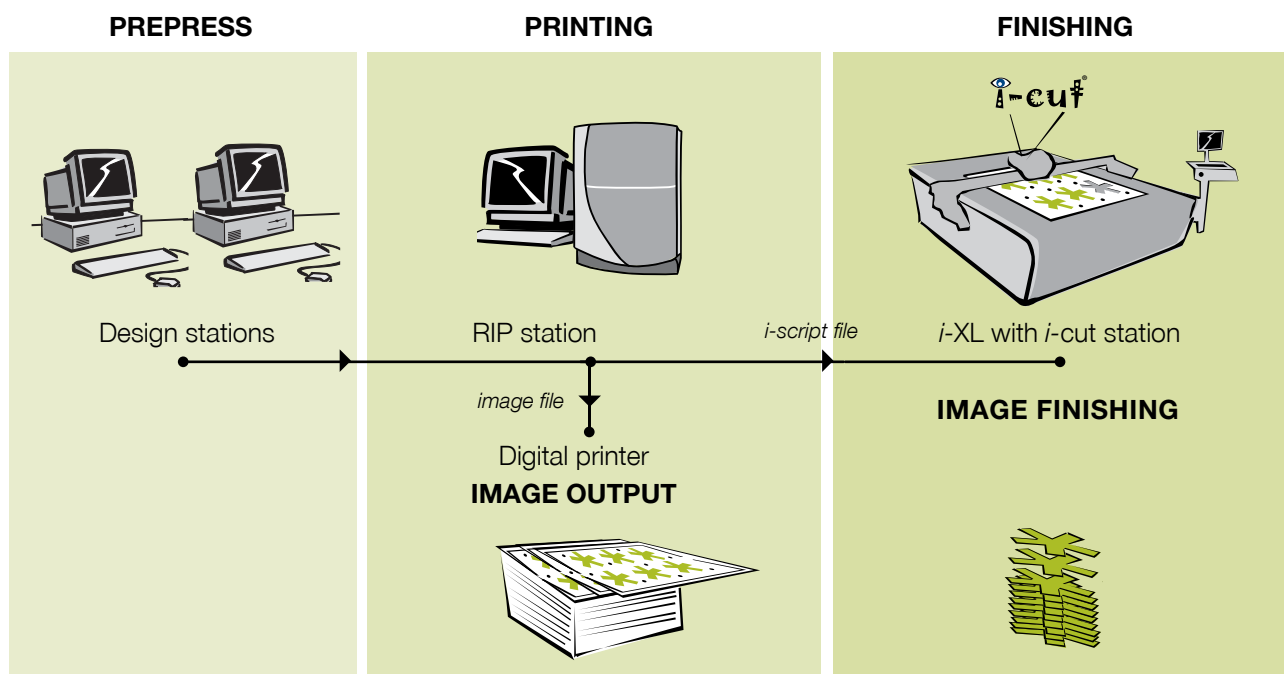 PREPRESS
PRINTING
FINISHING
i-cut®
Design stations
RIP station
i-script file
i-XL with i-cut station
image file
IMAGE FINISHING
Digital printer
IMAGE OUTPUT